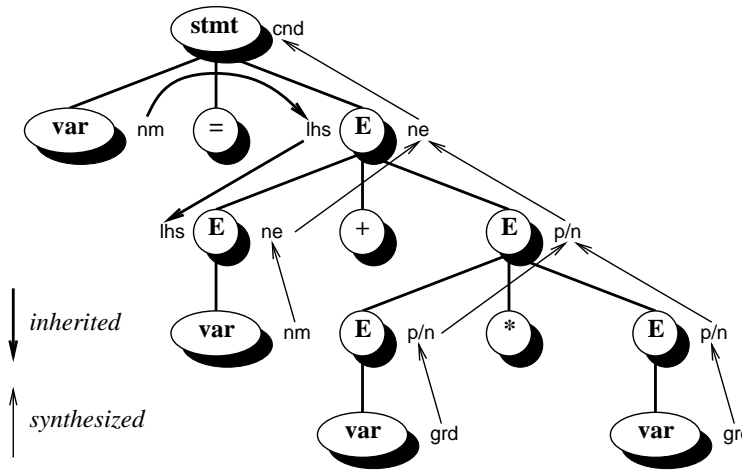 stmt cnd
var nm = lhs E ne
lhs E ne + E p/n
inherited
var nm E p/n * E p/n
synthesized
var grd var